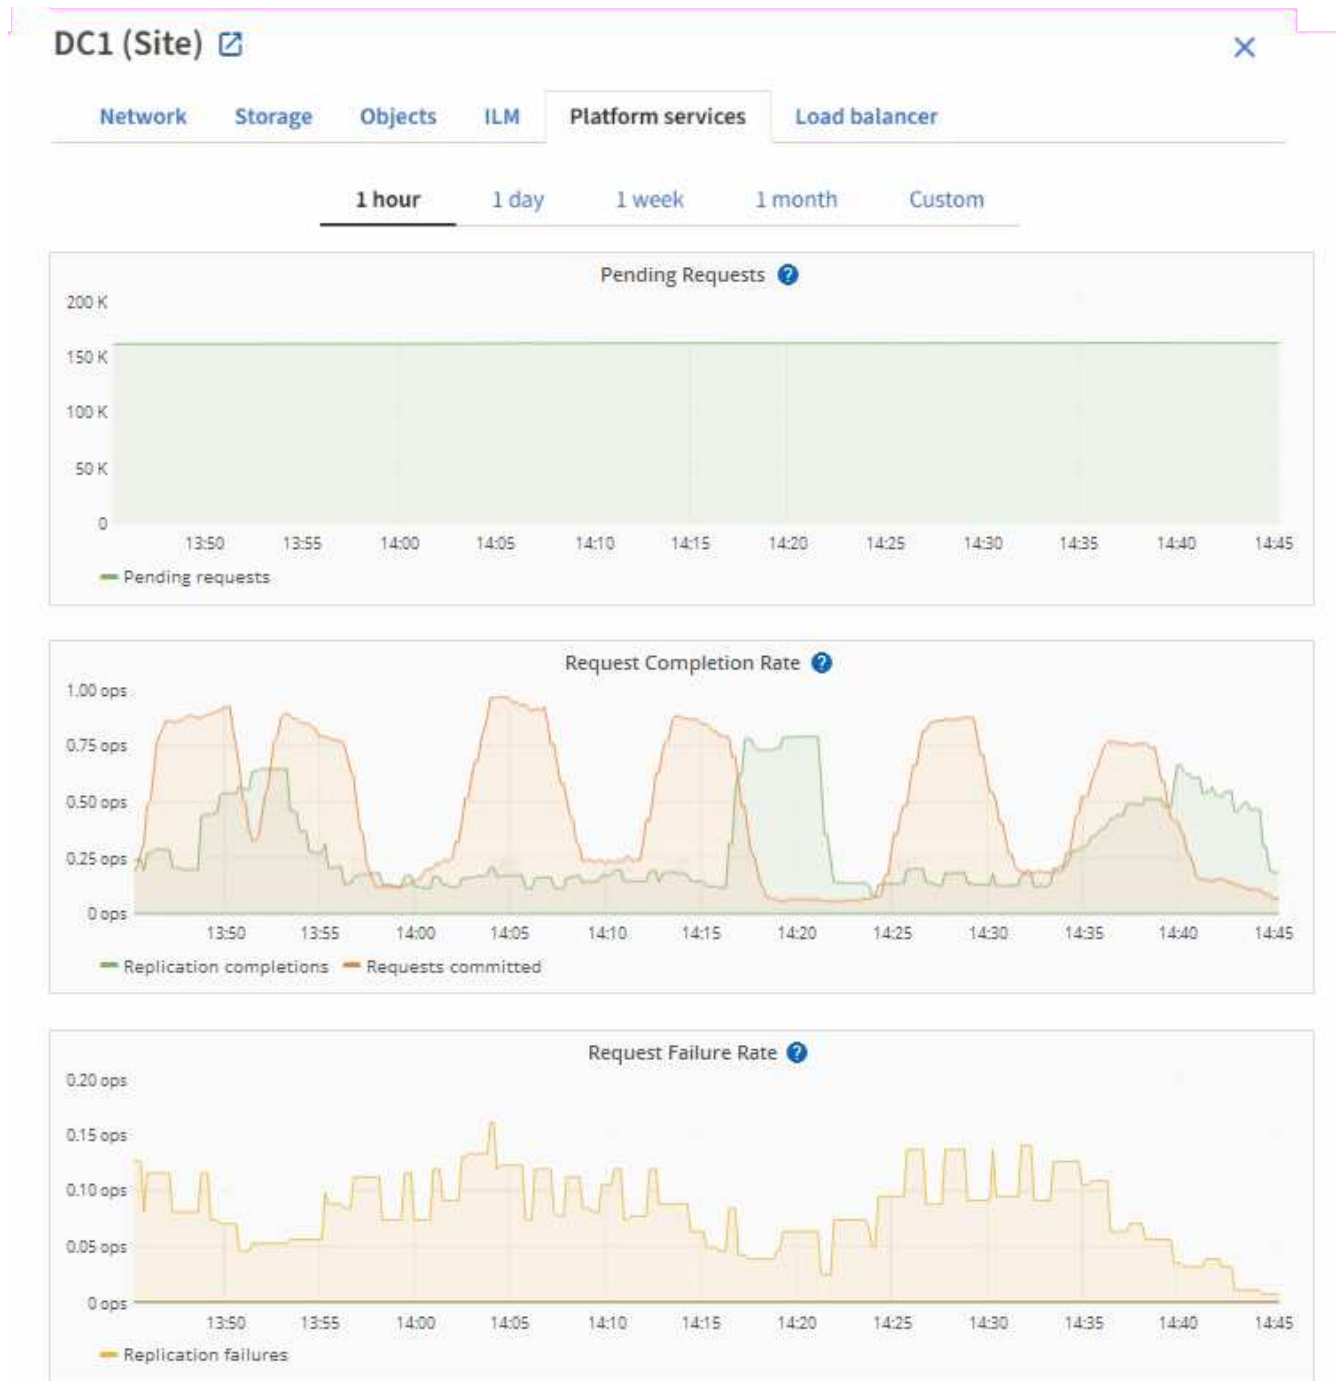 DC1 (Site)
Network Storage Objects ILM Platform services Load balancer
1 hour 1 day 1 week 1 month Custom
Pending Requests ?
200 K
150 K
100 K
50 K
0
13:50 13:55 14:00 14:05 14:10 14:15 14:20 14:25 14:30 14:35 14:40 14:45
Pending requests
Request Completion Rate ?
1.00 ops
0.75 ops
0.50 ops
0.25 ops
0 ops
13:50 13:55 14:00 14:05 14:10 14:15 14:20 14:25 14:30 14:35 14:40 14:45
Replication completions Requests committed
Request Failure Rate ?
0.20 ops
0.15 ops
0.10 ops
0.05 ops
0 ops
13:50 13:55 14:00 14:05 14:10 14:15 14:20 14:25 14:30 14:35 14:40 14:45
Replication failures